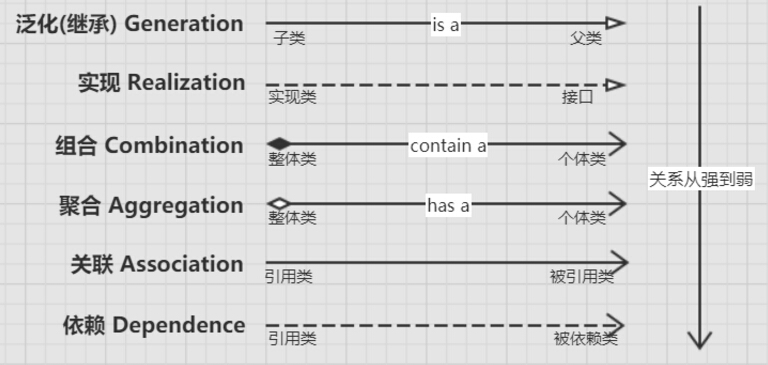 泛化(继承) Generation
is a
子类
父类
实现 Realization
实现类
接口
组合 Combination
contain a
整体类
个体类
聚合 Aggregation
has a
整体类
个体类
关联 Association
引用类
被引用类
依赖 Dependence
引用类
被依赖类
关系从强到弱